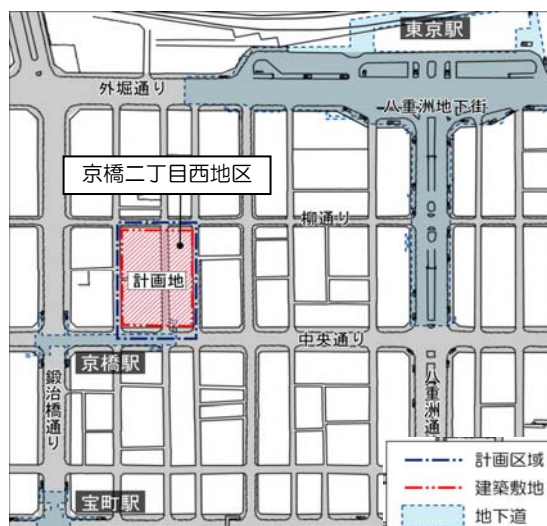 東京駅
外堀通り
八重洲地下街
京橋二丁目西地区
柳通り
計画地
中央通り
京橋駅
鍛治橋通り
八重洲通
宝町駅
計画区域
建築敷地
地下道